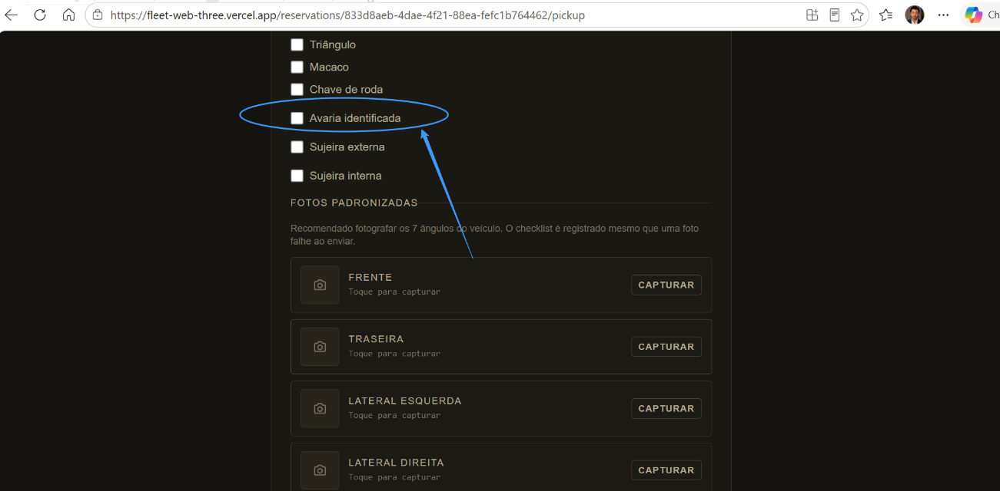 https://fleet-web-three.vercel.app/reservations/833d8aeb-4dae-4f21-88ea-fefc1b764462/pickup
Ch
Triângulo
Macaco
Chave de roda
Avaria identificada
Sujeira externa
Sujeira interna
FOTOS PADRONIZADAS
Recomendado fotografar os 7 ângulos do veículo. O checklist é registrado mesmo que uma foto
falhe ao enviar.
FRENTE
Toque para capturar
CAPTURAR
TRASEIRA
Toque para capturar
CAPTURAR
LATERAL ESQUERDA
Toque para capturar
CAPTURAR
LATERAL DIREITA
Toque para capturar
CAPTURAR